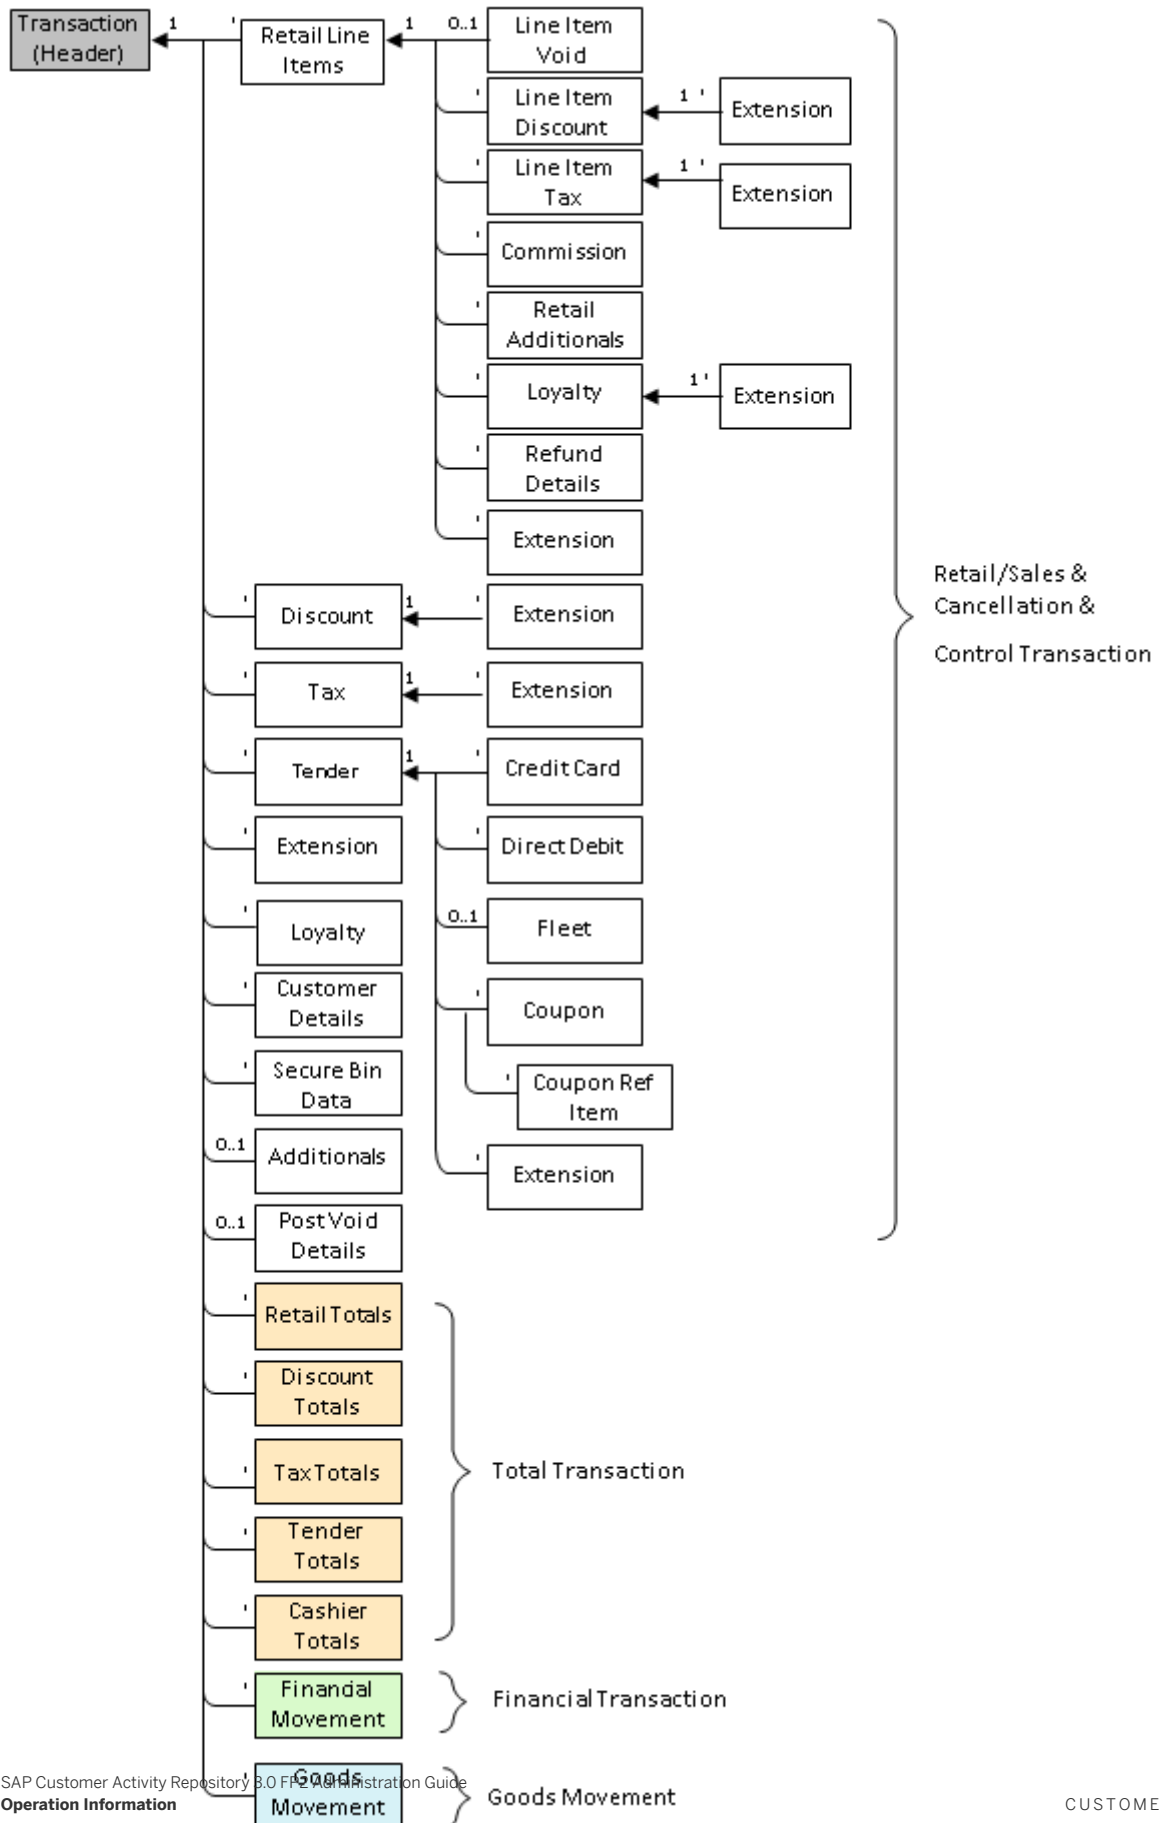 Transaction
(Header)
1
'
Retail Line
Items
1
0..1
Line Item
Void
'
Line Item
Discount
1 '
Extension
'
Line Item
Tax
1 '
Extension
'
Commission
'
Retail
Additionals
'
Loyalty
1 '
Extension
'
Refund
Details
'
Extension
Retail/Sales &
Cancellation &
Control Transaction
'
Discount
1
'
Extension
'
Tax
1
'
Extension
'
Tender
1
'
Credit Card
'
Extension
'
Direct Debit
'
Loyalty
0..1
Fleet
'
Customer
Details
'
Coupon
'
Secure Bin
Data
'
Coupon Ref
Item
0..1
Additionals
'
Extension
0..1
Post Void
Details
'
Retail Totals
'
Discount
Totals
'
Tax Totals
Total Transaction
'
Tender
Totals
'
Cashier
Totals
'
Financial
Movement
Financial Transaction
'
Goods
Movement
Goods Movement
SAP Customer Activity Repository 3.0 FP2 Administration Guide
Operation Information
CUSTOME